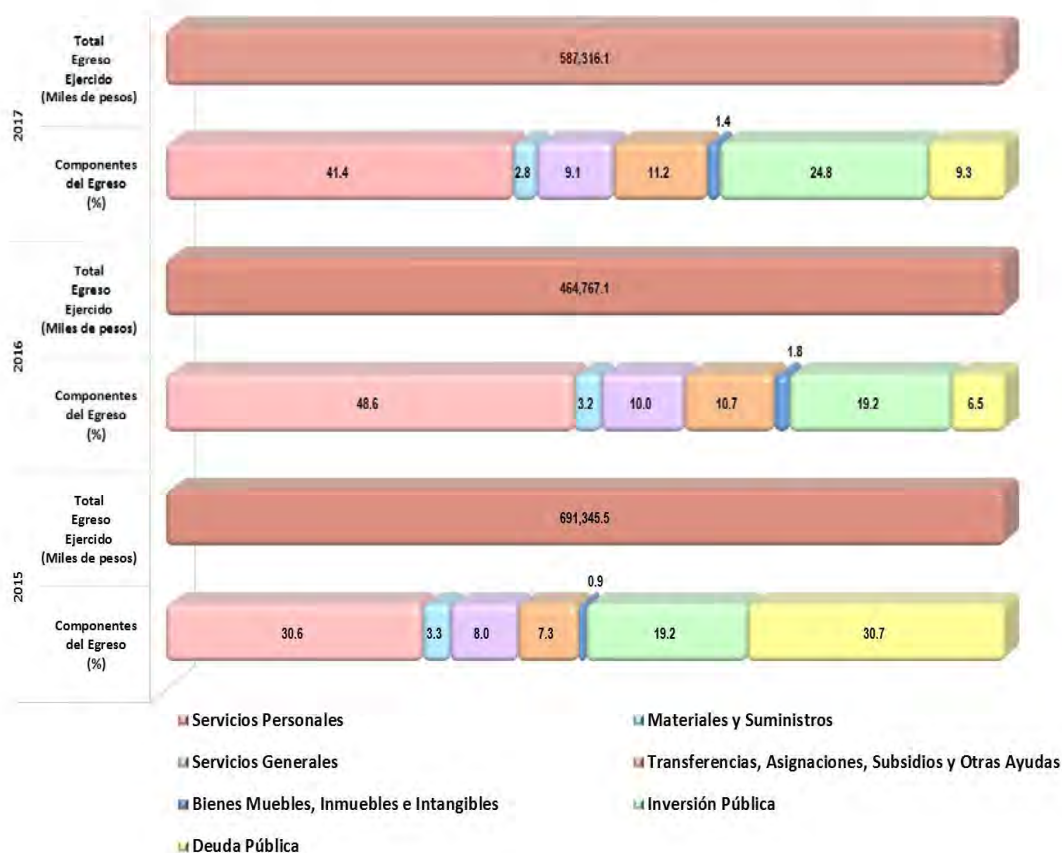 2017
Total
Egreso
Ejercido
(Miles de pesos)
587,316.1
Componentes
del Egreso
(%)
41.4
2.8
9.1
11.2
1.4
24.8
9.3
2016
Total
Egreso
Ejercido
(Miles de pesos)
464,767.1
Componentes
del Egreso
(%)
48.6
3.2
10.0
10.7
1.8
19.2
6.5
2015
Total
Egreso
Ejercido
(Miles de pesos)
691,345.5
Componentes
del Egreso
(%)
30.6
3.3
8.0
7.3
0.9
19.2
30.7
Servicios Personales
Materiales y Suministros
Servicios Generales
Transferencias, Asignaciones, Subsidios y Otras Ayudas
Bienes Muebles, Inmuebles e Intangibles
Inversión Pública
Deuda Pública